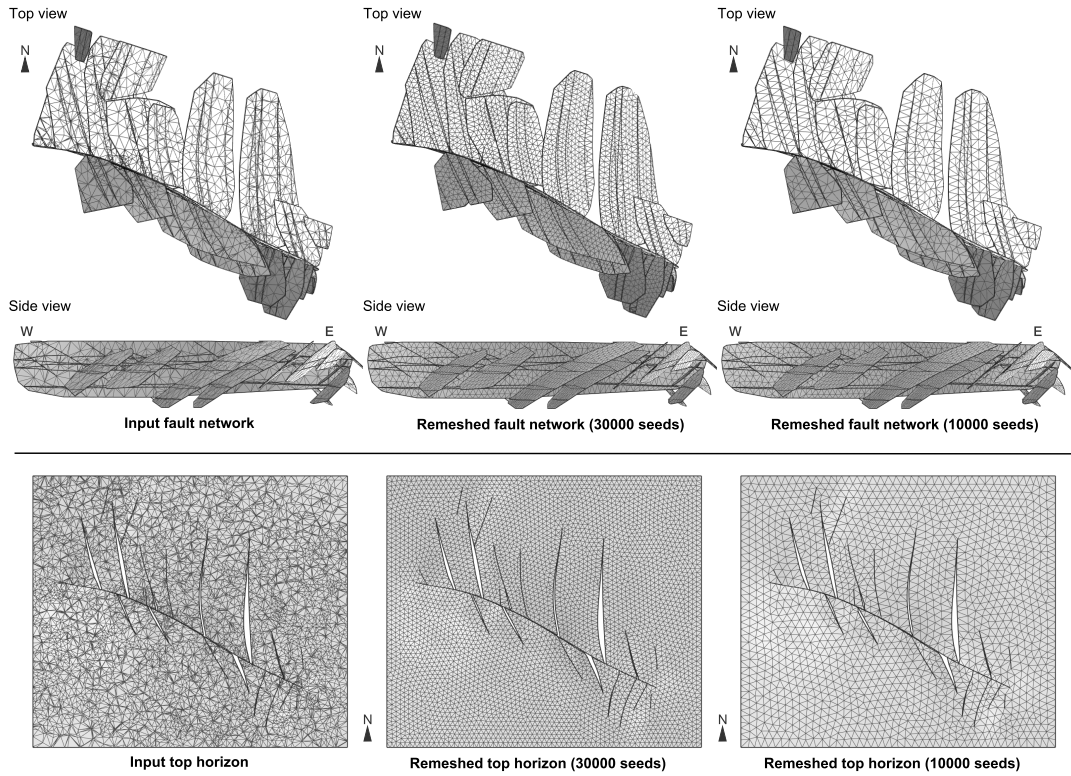 Top view
Top view
Top view
N
N
N
Side view
Side view
Side view
W
E
W
E
W
E
Input fault network
Remeshed fault network (30000 seeds)
Remeshed fault network (10000 seeds)
N
N
Input top horizon
Remeshed top horizon (30000 seeds)
Remeshed top horizon (10000 seeds)